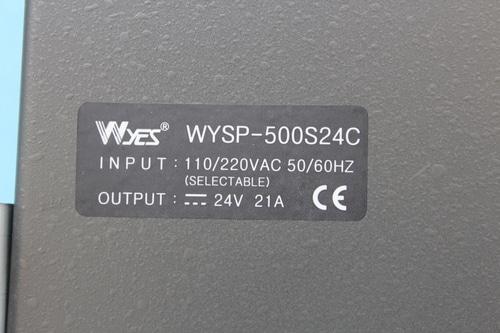 WYES® WYSP-500S24C
INPUT : 110/220VAC 50/60HZ
(SELECTABLE)
OUTPUT : ⎓ 24V 21A CE